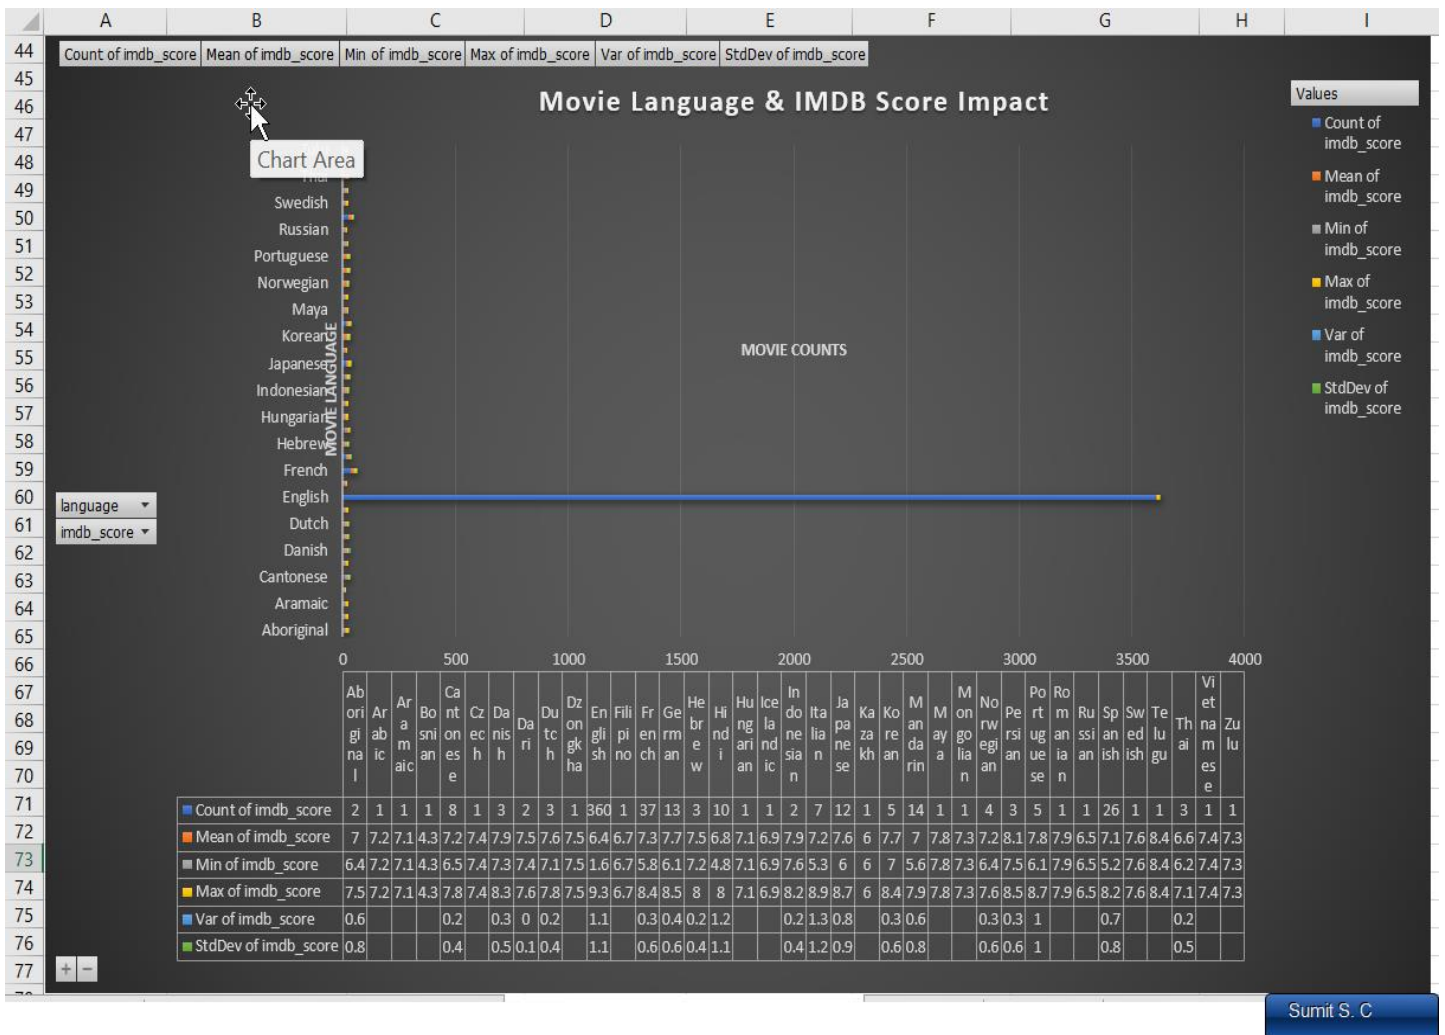 A B C D E F G H I
44 Count of imdb_score Mean of imdb_score Min of imdb_score Max of imdb_score Var of imdb_score StdDev of imdb_score
45
46
47
48
49
50
51
52
53
54
55
56
57
58
59
60
61
62
63
64
65
66
67
68
69
70
71
72
73
74
75
76
77
Movie Language & IMDB Score Impact
Chart Area
Values
Count of
imdb_score
Mean of
imdb_score
Min of
imdb_score
Max of
imdb_score
Var of
imdb_score
StdDev of
imdb_score
Swedish
Russian
Portuguese
Norwegian
Maya
Korean
Japanese
Indonesian
Hungarian
Hebrew
French
English
Dutch
Danish
Cantonese
Aramaic
Aboriginal
MOVIE LANGUAGE
MOVIE COUNTS
language
imdb_score
0 500 1000 1500 2000 2500 3000 3500 4000
Aboriginal Arabic Aramaic Bosnian Cantonese Czech Danish Dari Dutch Dzongkha English Filipino French German Hebrew Hindi Hungarian Icelandic Indonesian Italian Japanese Kazakh Korean Mandarin Maya Mongolian Norwegian Persian Portuguese Romanian Russian Spanish Swedish Telugu Thai Vietnamese Zulu
Count of imdb_score 2 1 1 1 8 1 3 2 3 1 360 1 37 13 3 10 1 1 2 7 12 1 5 14 1 1 4 3 5 1 1 26 1 1 3 1 1
Mean of imdb_score 7 7.2 7.1 4.3 7.2 7.4 7.9 7.5 7.6 7.5 6.4 6.7 7.3 7.7 7.5 6.8 7.1 6.9 7.9 7.2 7.6 6 7.7 7 7.8 7.3 7.2 8.1 7.8 7.9 6.5 7.1 7.6 8.4 6.6 7.4 7.3
Min of imdb_score 6.4 7.2 7.1 4.3 6.5 7.4 7.3 7.4 7.1 7.5 1.6 6.7 5.8 6.1 7.2 4.8 7.1 6.9 7.6 5.3 6 6 7 5.6 7.8 7.3 6.4 7.5 6.1 7.9 6.5 5.2 7.6 8.4 6.2 7.4 7.3
Max of imdb_score 7.5 7.2 7.1 4.3 7.8 7.4 8.3 7.6 7.8 7.5 9.3 6.7 8.4 8.5 8 8 7.1 6.9 8.2 8.9 8.7 6 8.4 7.9 7.8 7.3 7.6 8.5 8.7 7.9 6.5 8.2 7.6 8.4 7.1 7.4 7.3
Var of imdb_score 0.6 0.2 0.3 0 0.2 1.1 0.3 0.4 0.2 1.2 0.2 1.3 0.8 0.3 0.6 0.3 0.3 1 0.7 0.2
StdDev of imdb_score 0.8 0.4 0.5 0.1 0.4 1.1 0.6 0.6 0.4 1.1 0.4 1.2 0.9 0.6 0.8 0.6 0.6 1 0.8 0.5
+ −
Sumit S. C